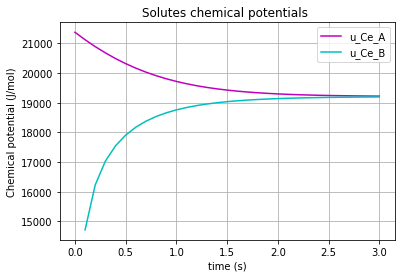 Solutes chemical potentials
u_Ce_A
u_Ce_B
Chemical potential (J/mol)
21000
20000
19000
18000
17000
16000
15000
0.0
0.5
1.0
1.5
2.0
2.5
3.0
time (s)